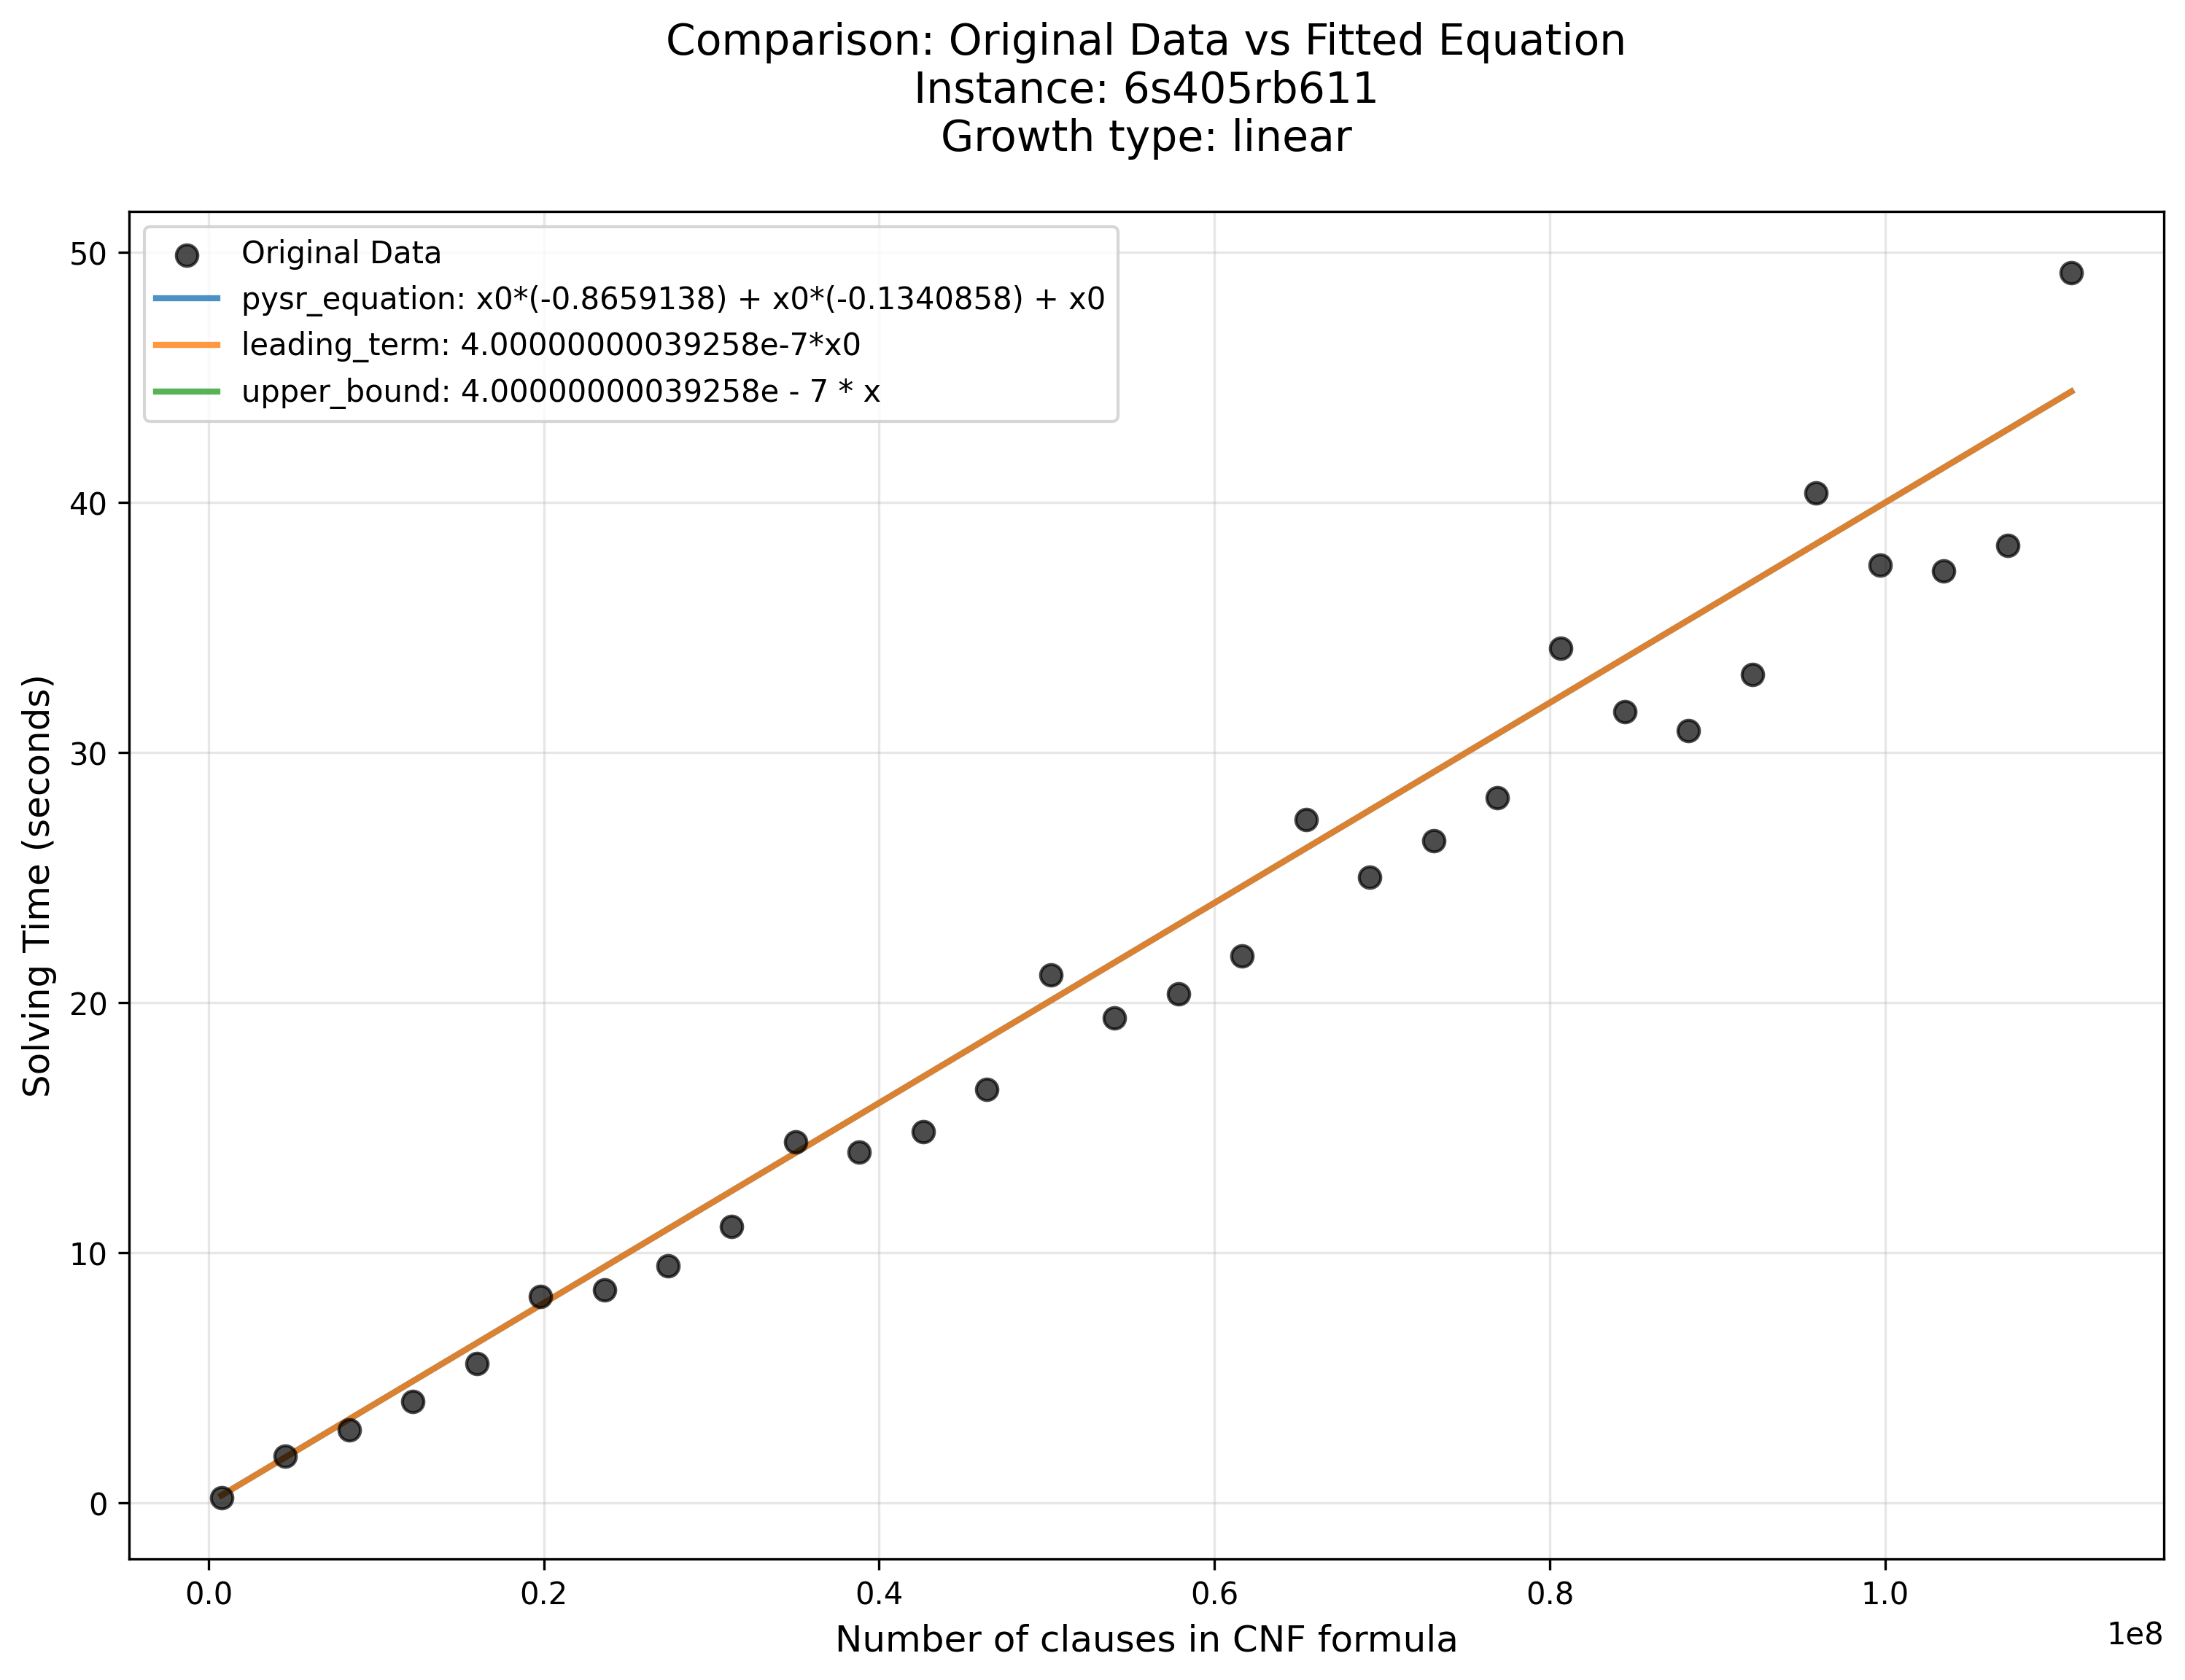 Comparison: Original Data vs Fitted Equation
Instance: 6s405rb611
Growth type: linear
Original Data
pysr_equation: x0*(-0.8659138) + x0*(-0.1340858) + x0
leading_term: 4.00000000039258e-7*x0
upper_bound: 4.00000000039258e - 7 * x
50
40
30
20
10
0
Solving Time (seconds)
0.0 0.2 0.4 0.6 0.8 1.0
1e8
Number of clauses in CNF formula